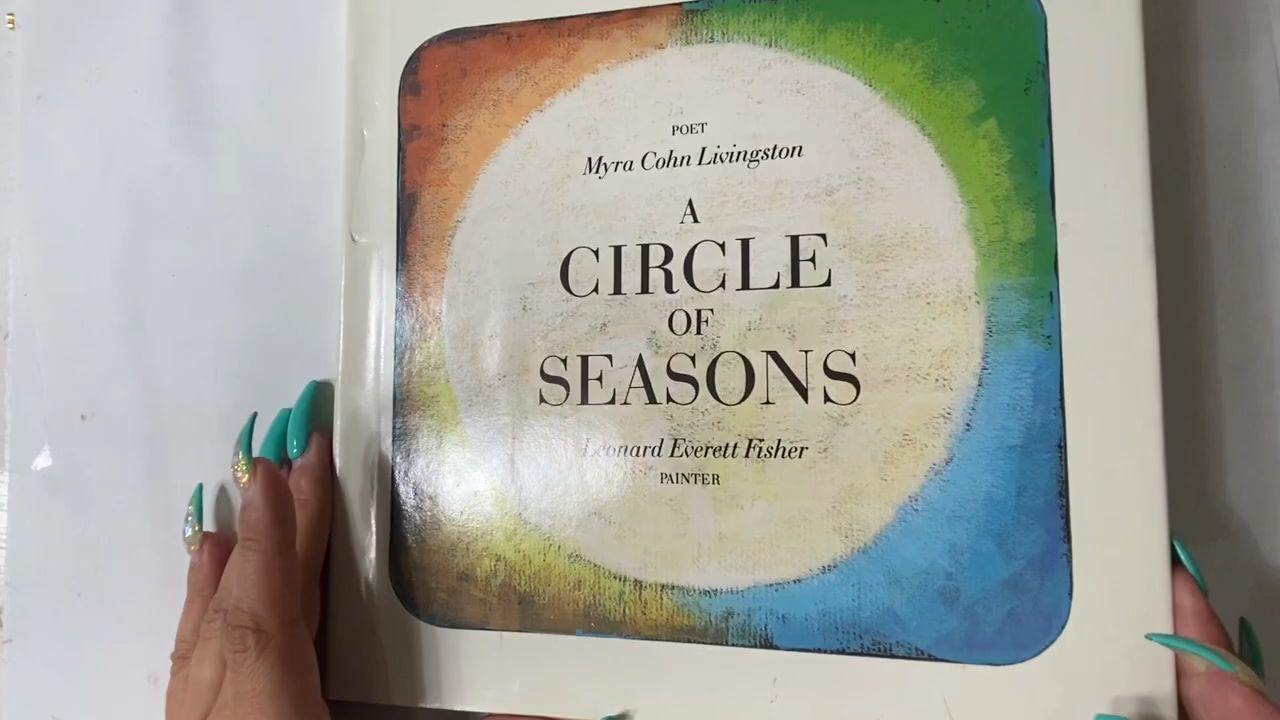 POET
Myra Cohn Livingston
A
CIRCLE
OF
SEASONS
Leonard Everett Fisher
PAINTER